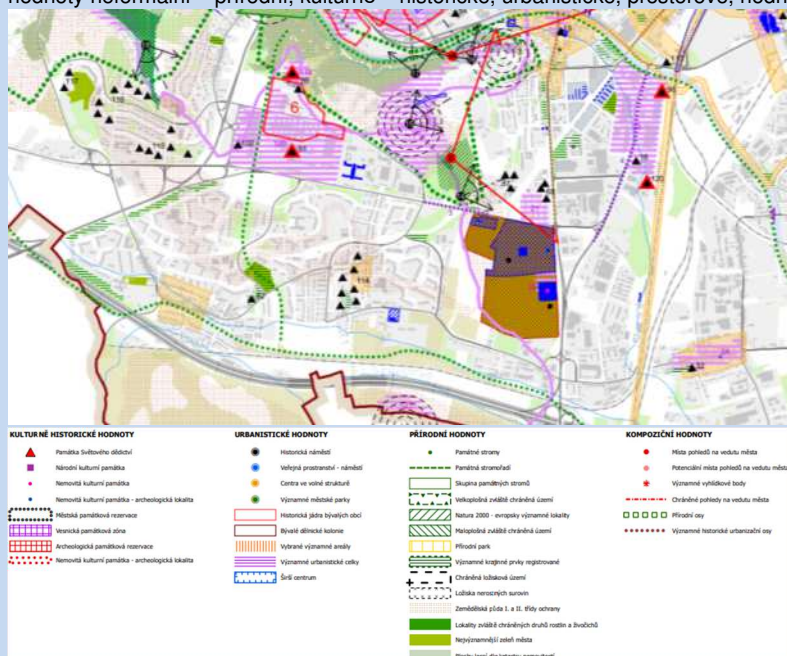 hodnoty neformální – přírodní, kulturně – historické, urbanistické, prostorové, hodn
6
114
KULTURNĚ HISTORICKÉ HODNOTY
Památka Světového dědictví
Národní kulturní památka
Nemovitá kulturní památka
Nemovitá kulturní památka - archeologická lokalita
Městská památková rezervace
Vesnická památková zóna
Archeologická památková rezervace
Nemovitá kulturní památka - archeologická lokalita
URBANISTICKÉ HODNOTY
Historická náměstí
Veřejná prostranství - náměstí
Centra ve volné struktuře
Významné městské parky
Historická jádra bývalých obcí
Bývalé dělnické kolonie
Vybrané významné areály
Významné urbanistické celky
Širší centrum
PŘÍRODNÍ HODNOTY
Památné stromy
Památná stromořadí
Skupina památných stromů
Velkoplošná zvláště chráněné území
Natura 2000 - evropsky významné lokality
Maloplošná zvláště chráněné území
Přírodní park
Významné krajinné prvky registrované
Chráněná ložisková území
Ložiska nerostných surovin
Zemědělská půda I. a II. třídy ochrany
Lokality zvláště chráněných druhů rostlin a živočichů
Nejvýznamnější zeleň města
KOMPOZIČNÍ HODNOTY
Místa pohledů na vedutu města
Potenciální místa pohledů na vedutu města
Významné vyhlídkové body
Chráněné pohledy na vedutu města
Přírodní osy
Významné historické urbanizační osy